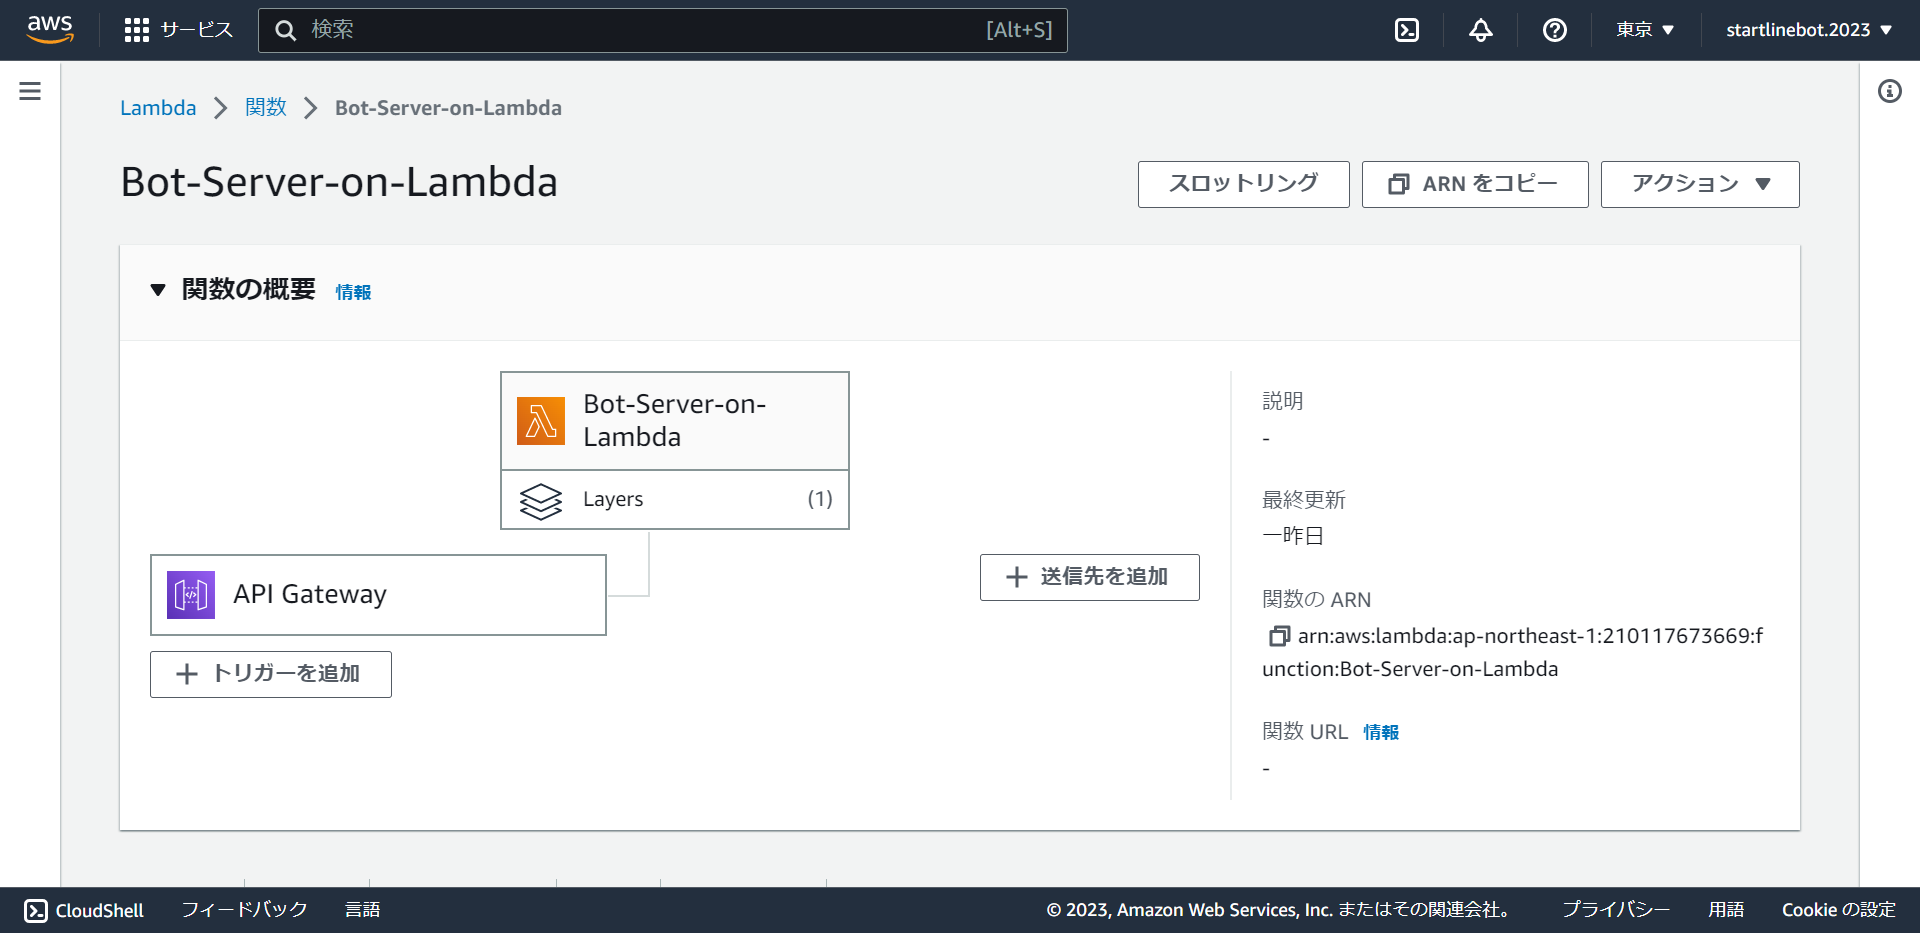 aws
サービス
検索
[Alt+S]
東京
startlinebot.2023
Lambda
関数
Bot-Server-on-Lambda
Bot-Server-on-Lambda
スロットリング
ARN をコピー
アクション
関数の概要
情報
Bot-Server-on-
Lambda
Layers
(1)
API Gateway
送信先を追加
トリガーを追加
説明
-
最終更新
一昨日
関数の ARN
arn:aws:lambda:ap-northeast-1:210117673669:f
unction:Bot-Server-on-Lambda
関数 URL
情報
-
CloudShell
フィードバック
言語
© 2023, Amazon Web Services, Inc. またはその関連会社。
プライバシー
用語
Cookie の設定